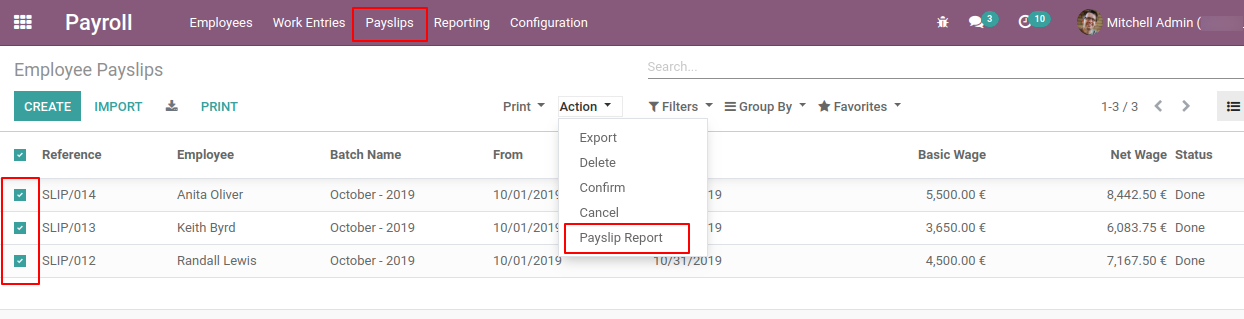 Payroll Employees Work Entries Payslips Reporting Configuration 3 10 Mitchell Admin (
Employee Payslips Search...
CREATE IMPORT PRINT Print Action Filters Group By Favorites 1-3 / 3
Export
Delete
Confirm
Cancel
Payslip Report
Reference Employee Batch Name From Basic Wage Net Wage Status
SLIP/014 Anita Oliver October - 2019 10/01/2019 19 5,500.00 € 8,442.50 € Done
SLIP/013 Keith Byrd October - 2019 10/01/2019 19 3,650.00 € 6,083.75 € Done
SLIP/012 Randall Lewis October - 2019 10/01/2019 10/31/2019 4,500.00 € 7,167.50 € Done